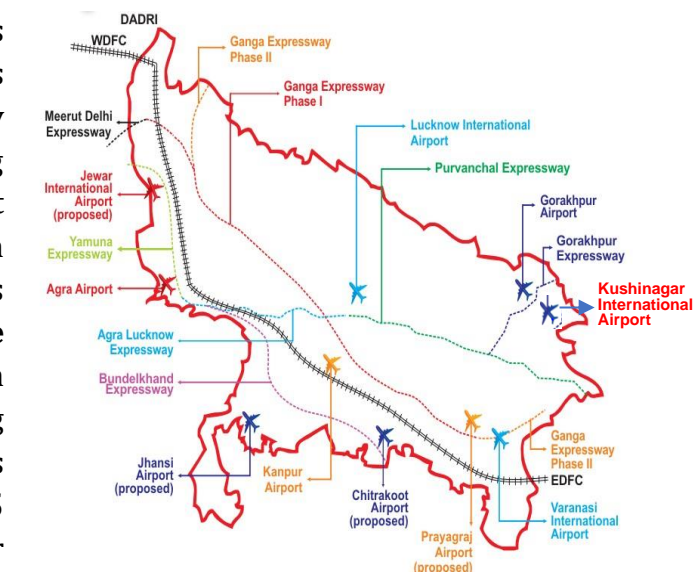 DADRI
WDFC
Ganga Expressway
Phase II
Ganga Expressway
Phase I
Meerut Delhi
Expressway
Lucknow International
Airport
Purvanchal Expressway
Jewar
International
Airport
(proposed)
Gorakhpur
Airport
Gorakhpur
Expressway
Yamuna
Expressway
Agra Airport
Kushinagar
International
Airport
Agra Lucknow
Expressway
Bundelkhand
Expressway
Jhansi
Airport
(proposed)
Kanpur
Airport
Chitrakoot
Airport
(proposed)
Prayagraj
Airport
(proposed)
Ganga
Expressway
Phase II
EDFC
Varanasi
International
Airport